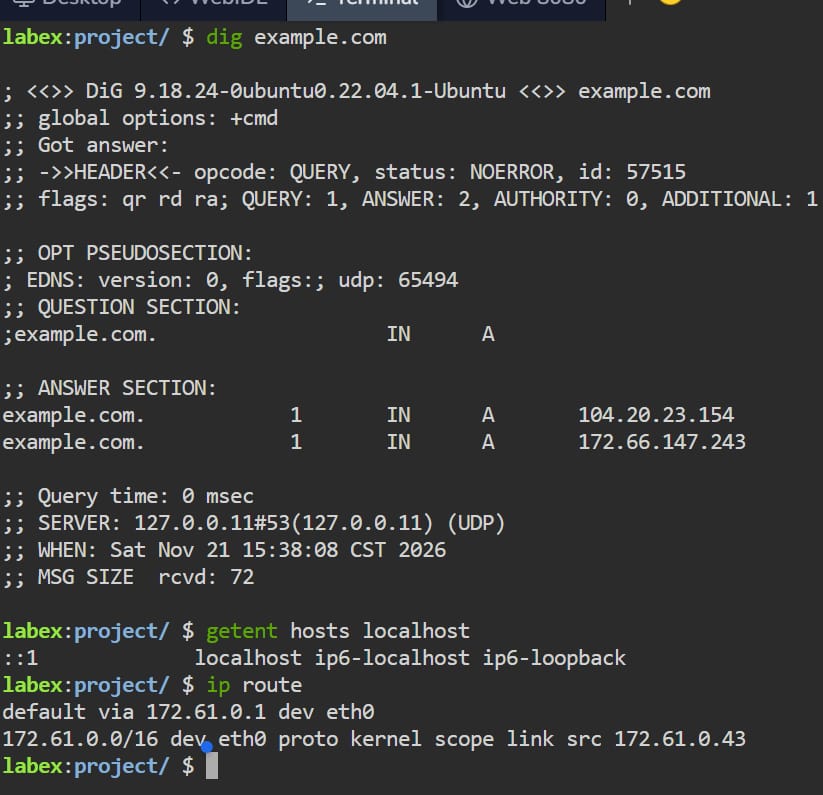 Desktop WebIDE Terminal Web 8080
labex:project/ $ dig example.com
; <<>> DiG 9.18.24-0ubuntu0.22.04.1-Ubuntu <<>> example.com
;; global options: +cmd
;; Got answer:
;; ->>HEADER<<- opcode: QUERY, status: NOERROR, id: 57515
;; flags: qr rd ra; QUERY: 1, ANSWER: 2, AUTHORITY: 0, ADDITIONAL: 1
;; OPT PSEUDOSECTION:
; EDNS: version: 0, flags:; udp: 65494
;; QUESTION SECTION:
;example.com. IN A
;; ANSWER SECTION:
example.com. 1 IN A 104.20.23.154
example.com. 1 IN A 172.66.147.243
;; Query time: 0 msec
;; SERVER: 127.0.0.11#53(127.0.0.11) (UDP)
;; WHEN: Sat Nov 21 15:38:08 CST 2026
;; MSG SIZE  rcvd: 72
labex:project/ $ getent hosts localhost
::1 localhost ip6-localhost ip6-loopback
labex:project/ $ ip route
default via 172.61.0.1 dev eth0
172.61.0.0/16 dev eth0 proto kernel scope link src 172.61.0.43
labex:project/ $